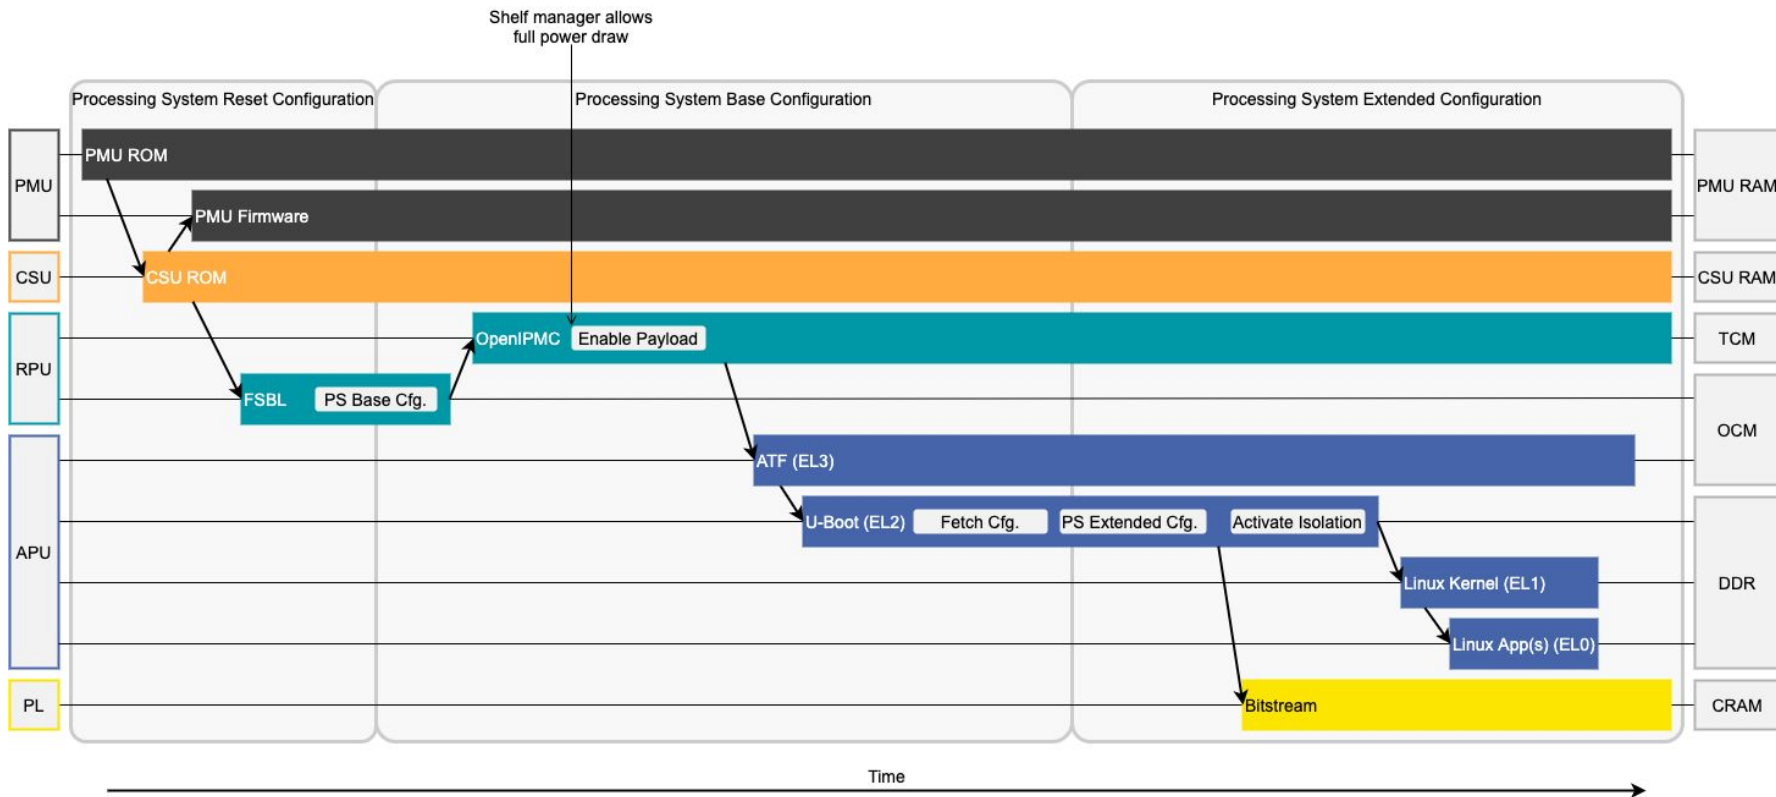 Shelf manager allows
full power draw
Processing System Reset Configuration
Processing System Base Configuration
Processing System Extended Configuration
PMU
PMU ROM
PMU RAM
PMU Firmware
CSU
CSU ROM
CSU RAM
RPU
OpenIPMC
Enable Payload
TCM
FSBL
PS Base Cfg.
OCM
APU
ATF (EL3)
U-Boot (EL2)
Fetch Cfg.
PS Extended Cfg.
Activate Isolation
DDR
Linux Kernel (EL1)
Linux App(s) (EL0)
PL
Bitstream
CRAM
Time